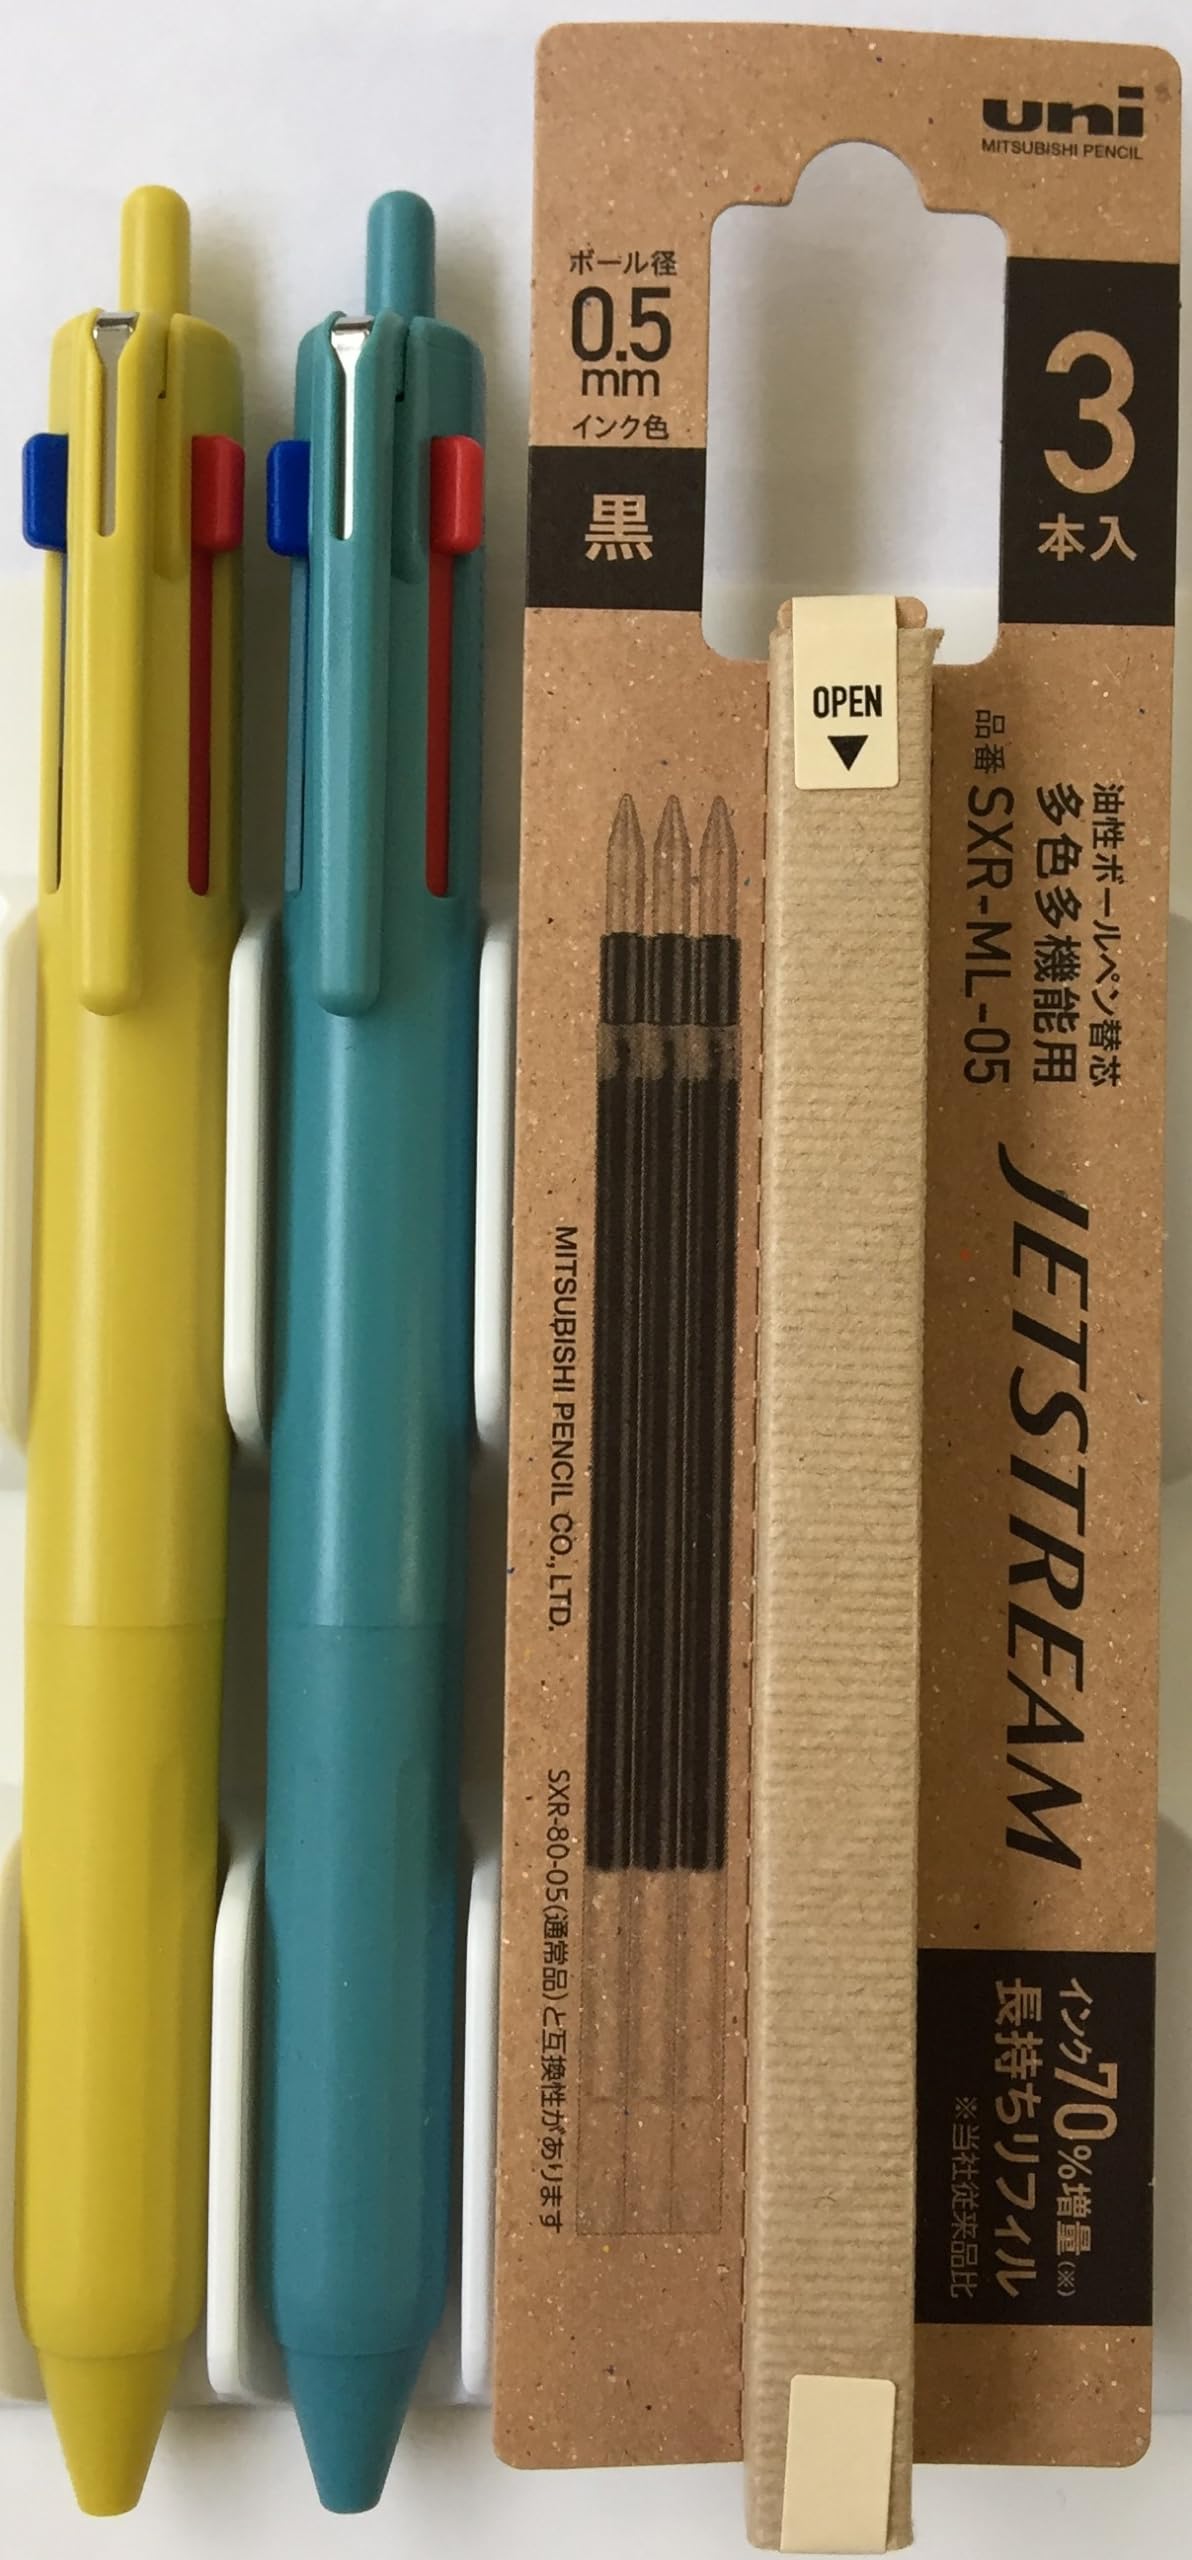 uni
MITSUBISHI PENCIL
ボール径
0.5
mm
インク色
黒
3
本入
OPEN
油性ボールペン替芯
多色多機能用
品番 SXR-ML-05
JETSTREAM
インク70%増量(※)
長持ちリフィル
※当社従来品比
MITSUBISHI PENCIL CO., LTD.
SXR-80-05(通常品)と互換性があります